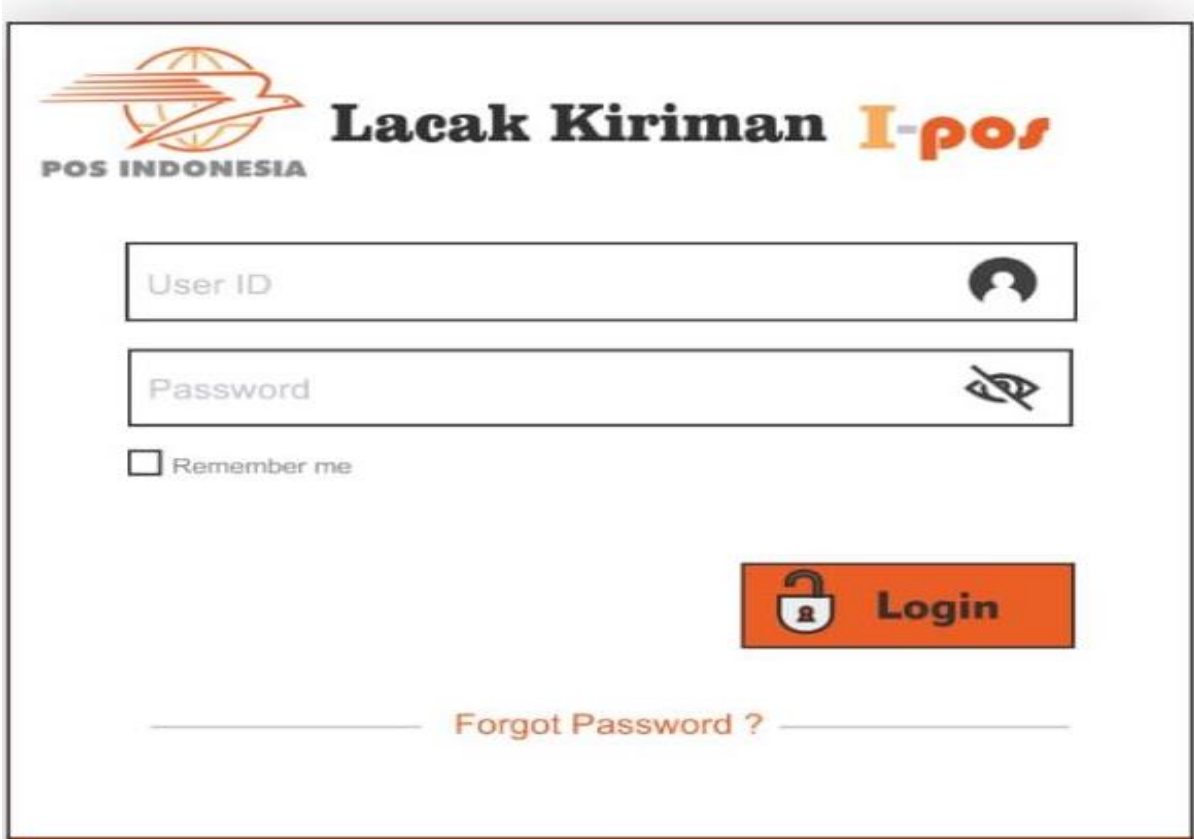 Lacak Kiriman I-pos
POS INDONESIA
User ID
Password
Remember me
Login
Forgot Password ?